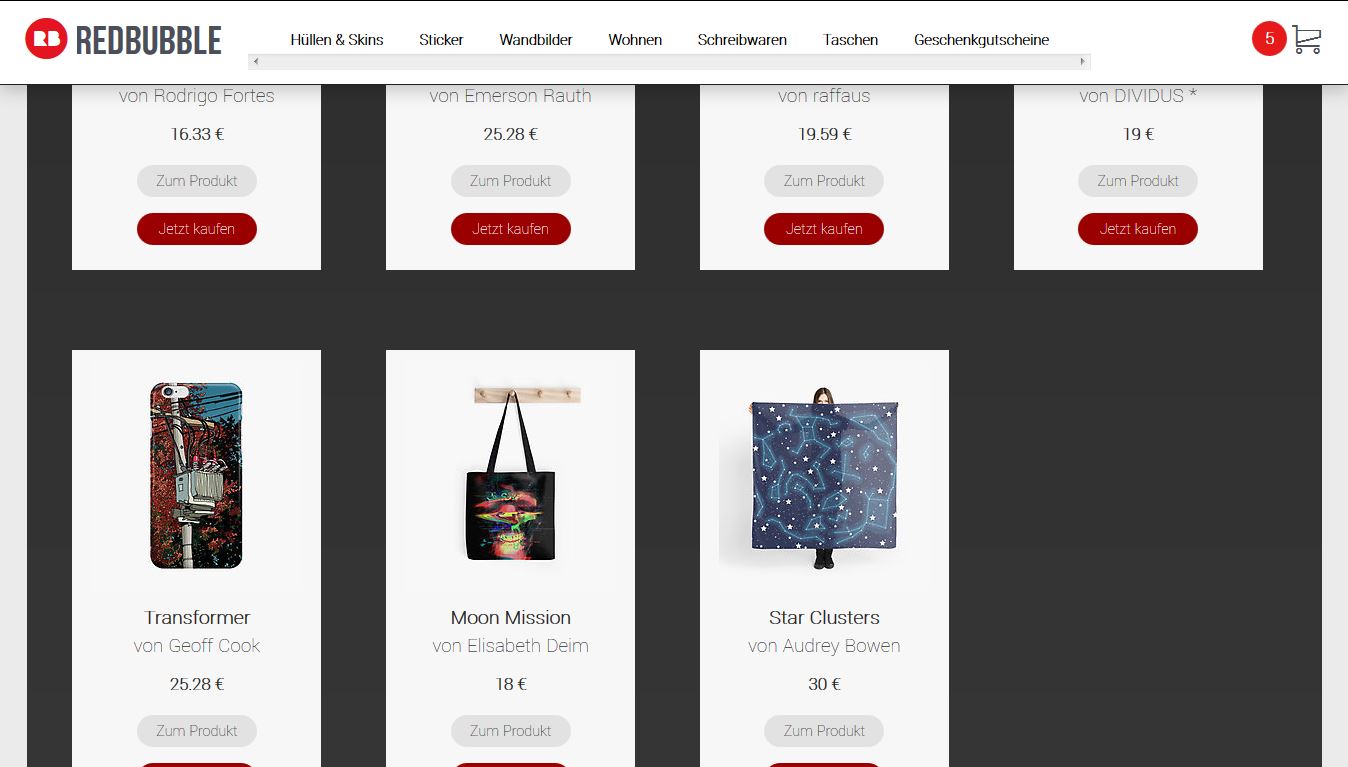 RB REDBUBBLE
Hüllen & Skins Sticker Wandbilder Wohnen Schreibwaren Taschen Geschenkgutscheine
5
von Rodrigo Fortes von Emerson Rauth von raffaus von DIVIDUS *
16.33 € 25.28 € 19.59 € 19 €
Zum Produkt Zum Produkt Zum Produkt Zum Produkt
Jetzt kaufen Jetzt kaufen Jetzt kaufen Jetzt kaufen
Transformer Moon Mission Star Clusters
von Geoff Cook von Elisabeth Deim von Audrey Bowen
25.28 € 18 € 30 €
Zum Produkt Zum Produkt Zum Produkt